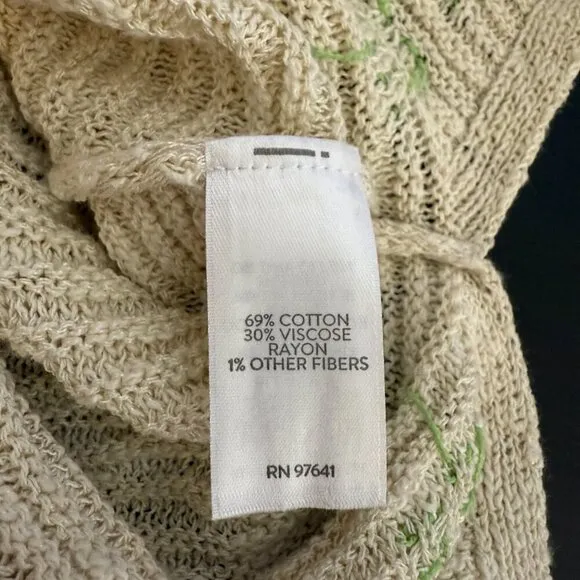 69% COTTON
30% VISCOSE
RAYON
1% OTHER FIBERS
RN 97641